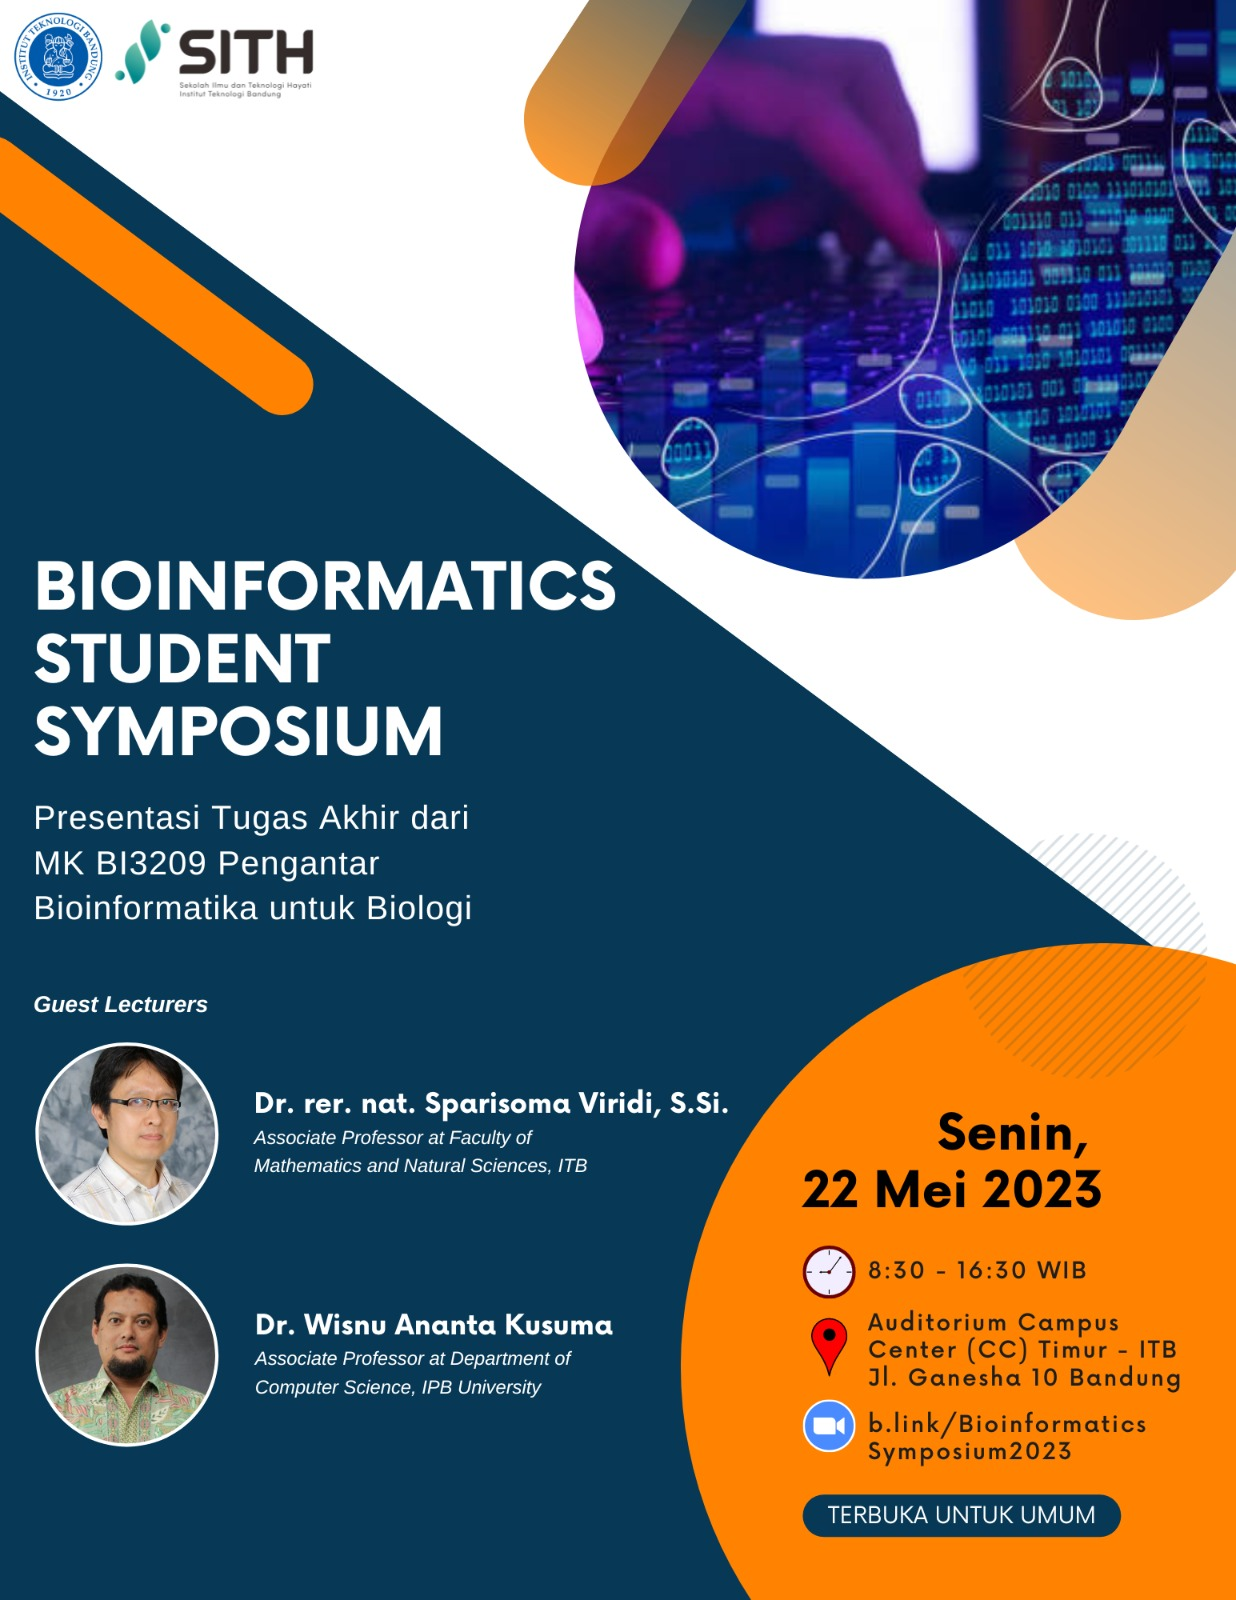 INSTITUT TEKNOLOGI BANDUNG
1920
SITH
Sekolah Ilmu dan Teknologi Hayati
Institut Teknologi Bandung
BIOINFORMATICS
STUDENT
SYMPOSIUM
Presentasi Tugas Akhir dari
MK BI3209 Pengantar
Bioinformatika untuk Biologi
Guest Lecturers
Dr. rer. nat. Sparisoma Viridi, S.Si.
Associate Professor at Faculty of
Mathematics and Natural Sciences, ITB
Dr. Wisnu Ananta Kusuma
Associate Professor at Department of
Computer Science, IPB University
Senin,
22 Mei 2023
8:30 - 16:30 WIB
Auditorium Campus
Center (CC) Timur - ITB
Jl. Ganesha 10 Bandung
b.link/Bioinformatics
Symposium2023
TERBUKA UNTUK UMUM